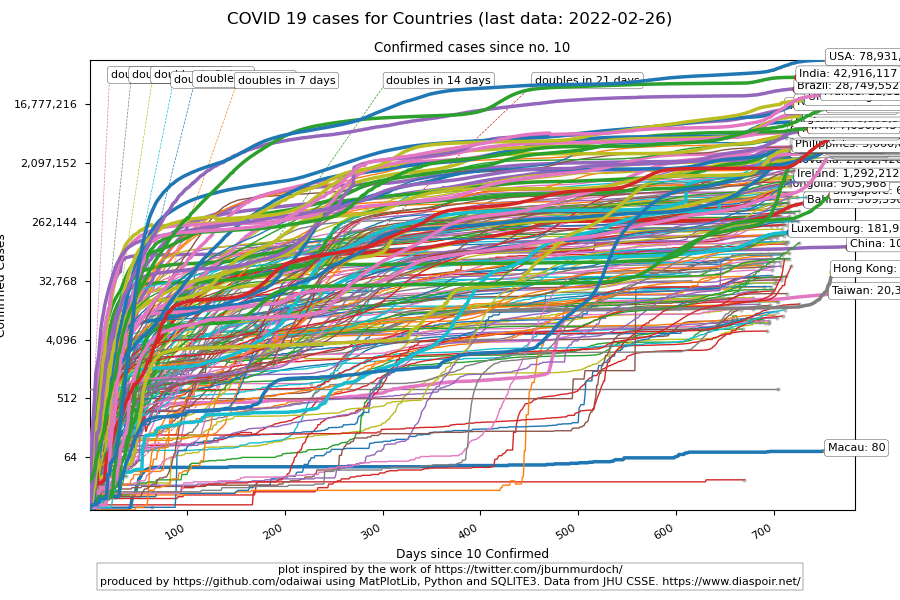 COVID 19 cases for Countries (last data: 2022-02-26)
Confirmed cases since no. 10
doubles in 7 days
doubles in 14 days
doubles in 21 days
USA: 78,931,
India: 42,916,117
Brazil: 28,749,552
Philippines: 3,
Ireland: 1,292,212
905,968
Bahrain:
Luxembourg: 181,9
China: 10
Hong Kong:
Taiwan: 20,3
Macau: 80
16,777,216
2,097,152
262,144
32,768
4,096
512
64
Confirmed Cases
100
200
300
400
500
600
700
Days since 10 Confirmed
plot inspired by the work of https://twitter.com/jburnmurdoch/
produced by https://github.com/odaiwai using MatPlotLib, Python and SQLITE3. Data from JHU CSSE. https://www.diaspoir.net/